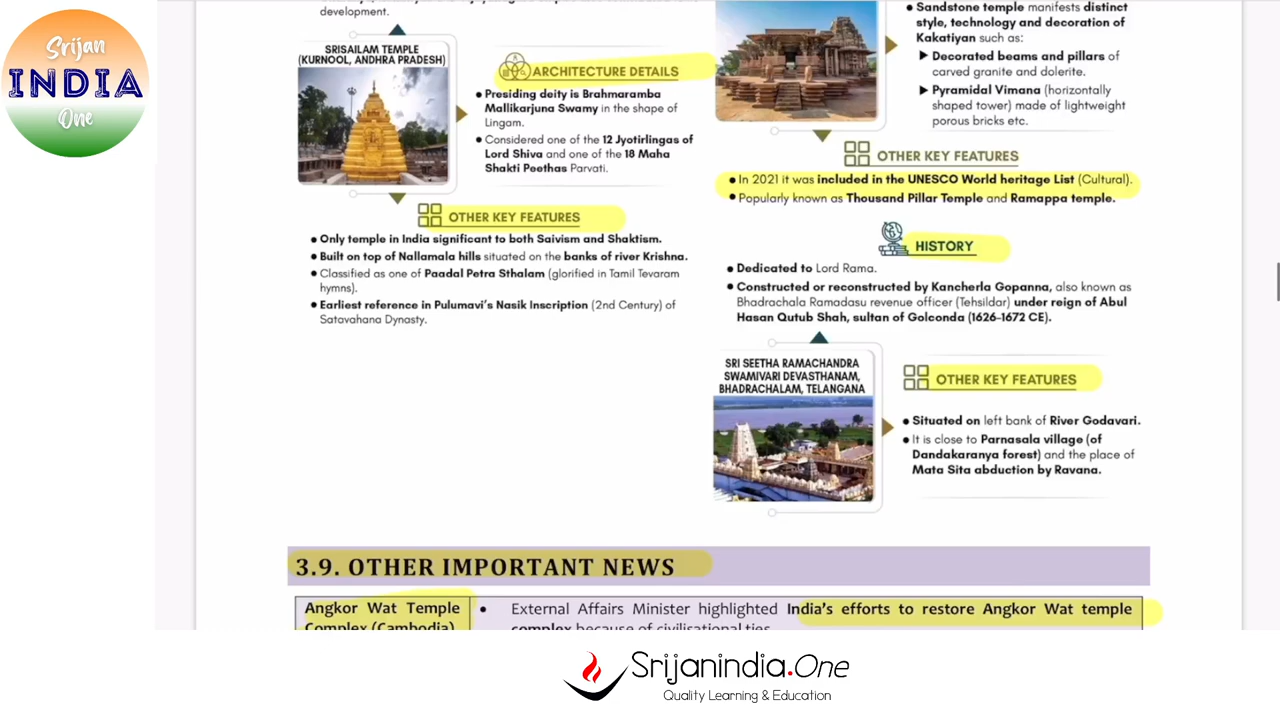 Srijan
INDIA
One
development.
SRISAILAM TEMPLE
(KURNOOL, ANDHRA PRADESH)
ARCHITECTURE DETAILS
• Presiding deity is Brahmaramba
Mallikarjuna Swamy in the shape of
Lingam.
• Considered one of the 12 Jyotirlingas of
Lord Shiva and one of the 18 Maha
Shakti Peethas Parvati.
OTHER KEY FEATURES
• Only temple in India significant to both Saivism and Shaktism.
• Built on top of Nallamala hills situated on the banks of river Krishna.
• Classified as one of Paadal Petra Sthalam (glorified in Tamil Tevaram
hymns).
• Earliest reference in Pulumavi's Nasik Inscription (2nd Century) of
Satavahana Dynasty.
• Sandstone temple manifests distinct
style, technology and decoration of
Kakatiyan such as:
▶ Decorated beams and pillars of
carved granite and dolerite.
▶ Pyramidal Vimana (horizontally
shaped tower) made of lightweight
porous bricks etc.
OTHER KEY FEATURES
• In 2021 it was included in the UNESCO World heritage List (Cultural).
• Popularly known as Thousand Pillar Temple and Ramappa temple.
HISTORY
• Dedicated to Lord Rama.
• Constructed or reconstructed by Kancherla Gopanna, also known as
Bhadrachala Ramadasu revenue officer (Tehsildar) under reign of Abul
Hasan Qutub Shah, sultan of Golconda (1626-1672 CE).
SRI SEETHA RAMACHANDRA
SWAMIVARI DEVASTHANAM,
BHADRACHALAM, TELANGANA
OTHER KEY FEATURES
• Situated on left bank of River Godavari.
• It is close to Parnasala village (of
Dandakaranya forest) and the place of
Mata Sita abduction by Ravana.
3.9. OTHER IMPORTANT NEWS
Angkor Wat Temple
Complex (Cambodia)
• External Affairs Minister highlighted India's efforts to restore Angkor Wat temple
complex because of civilisational ties.
Srijanindia.One
Quality Learning & Education